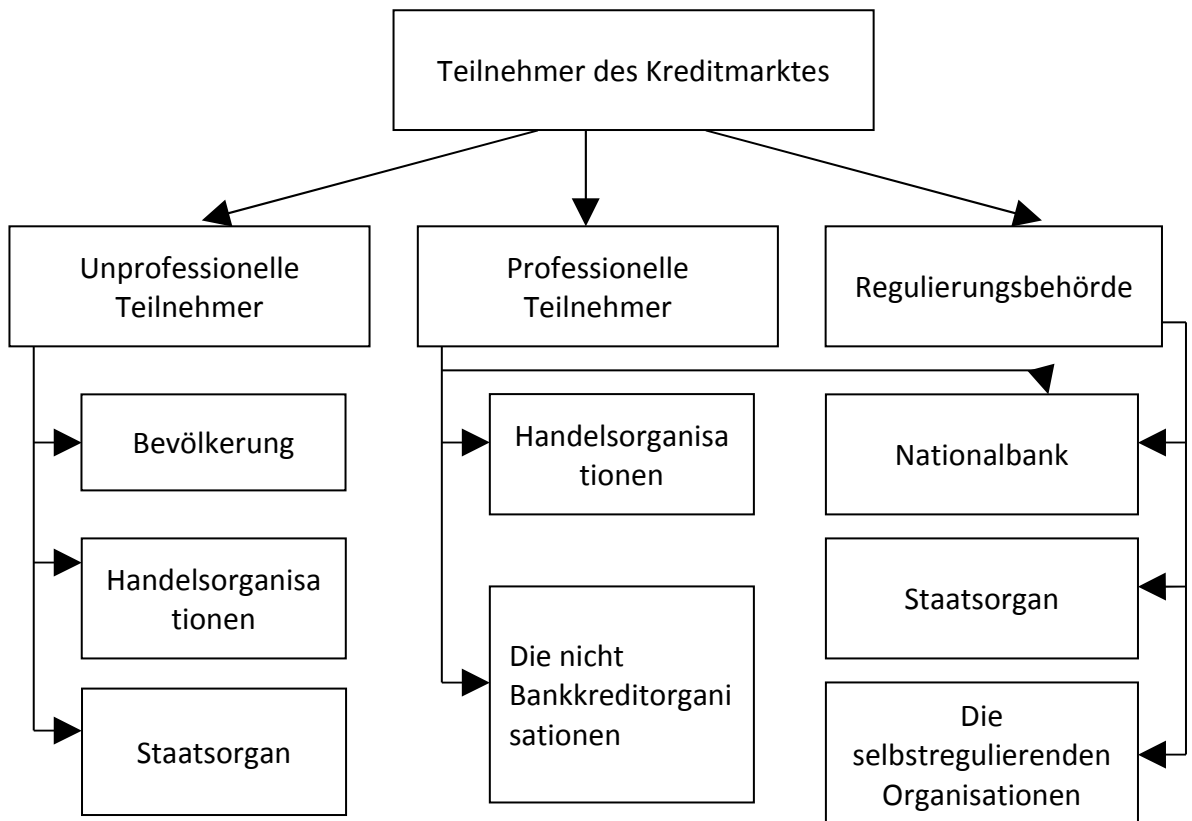 Teilnehmer des Kreditmarktes
Unprofessionelle
Teilnehmer
Professionelle
Teilnehmer
Regulierungsbehörde
Bevölkerung
Handelsorganisa
tionen
Staatsorgan
Handelsorganisa
tionen
Die nicht
Bankkreditorgani
sationen
Nationalbank
Staatsorgan
Die
selbstregulierenden
Organisationen